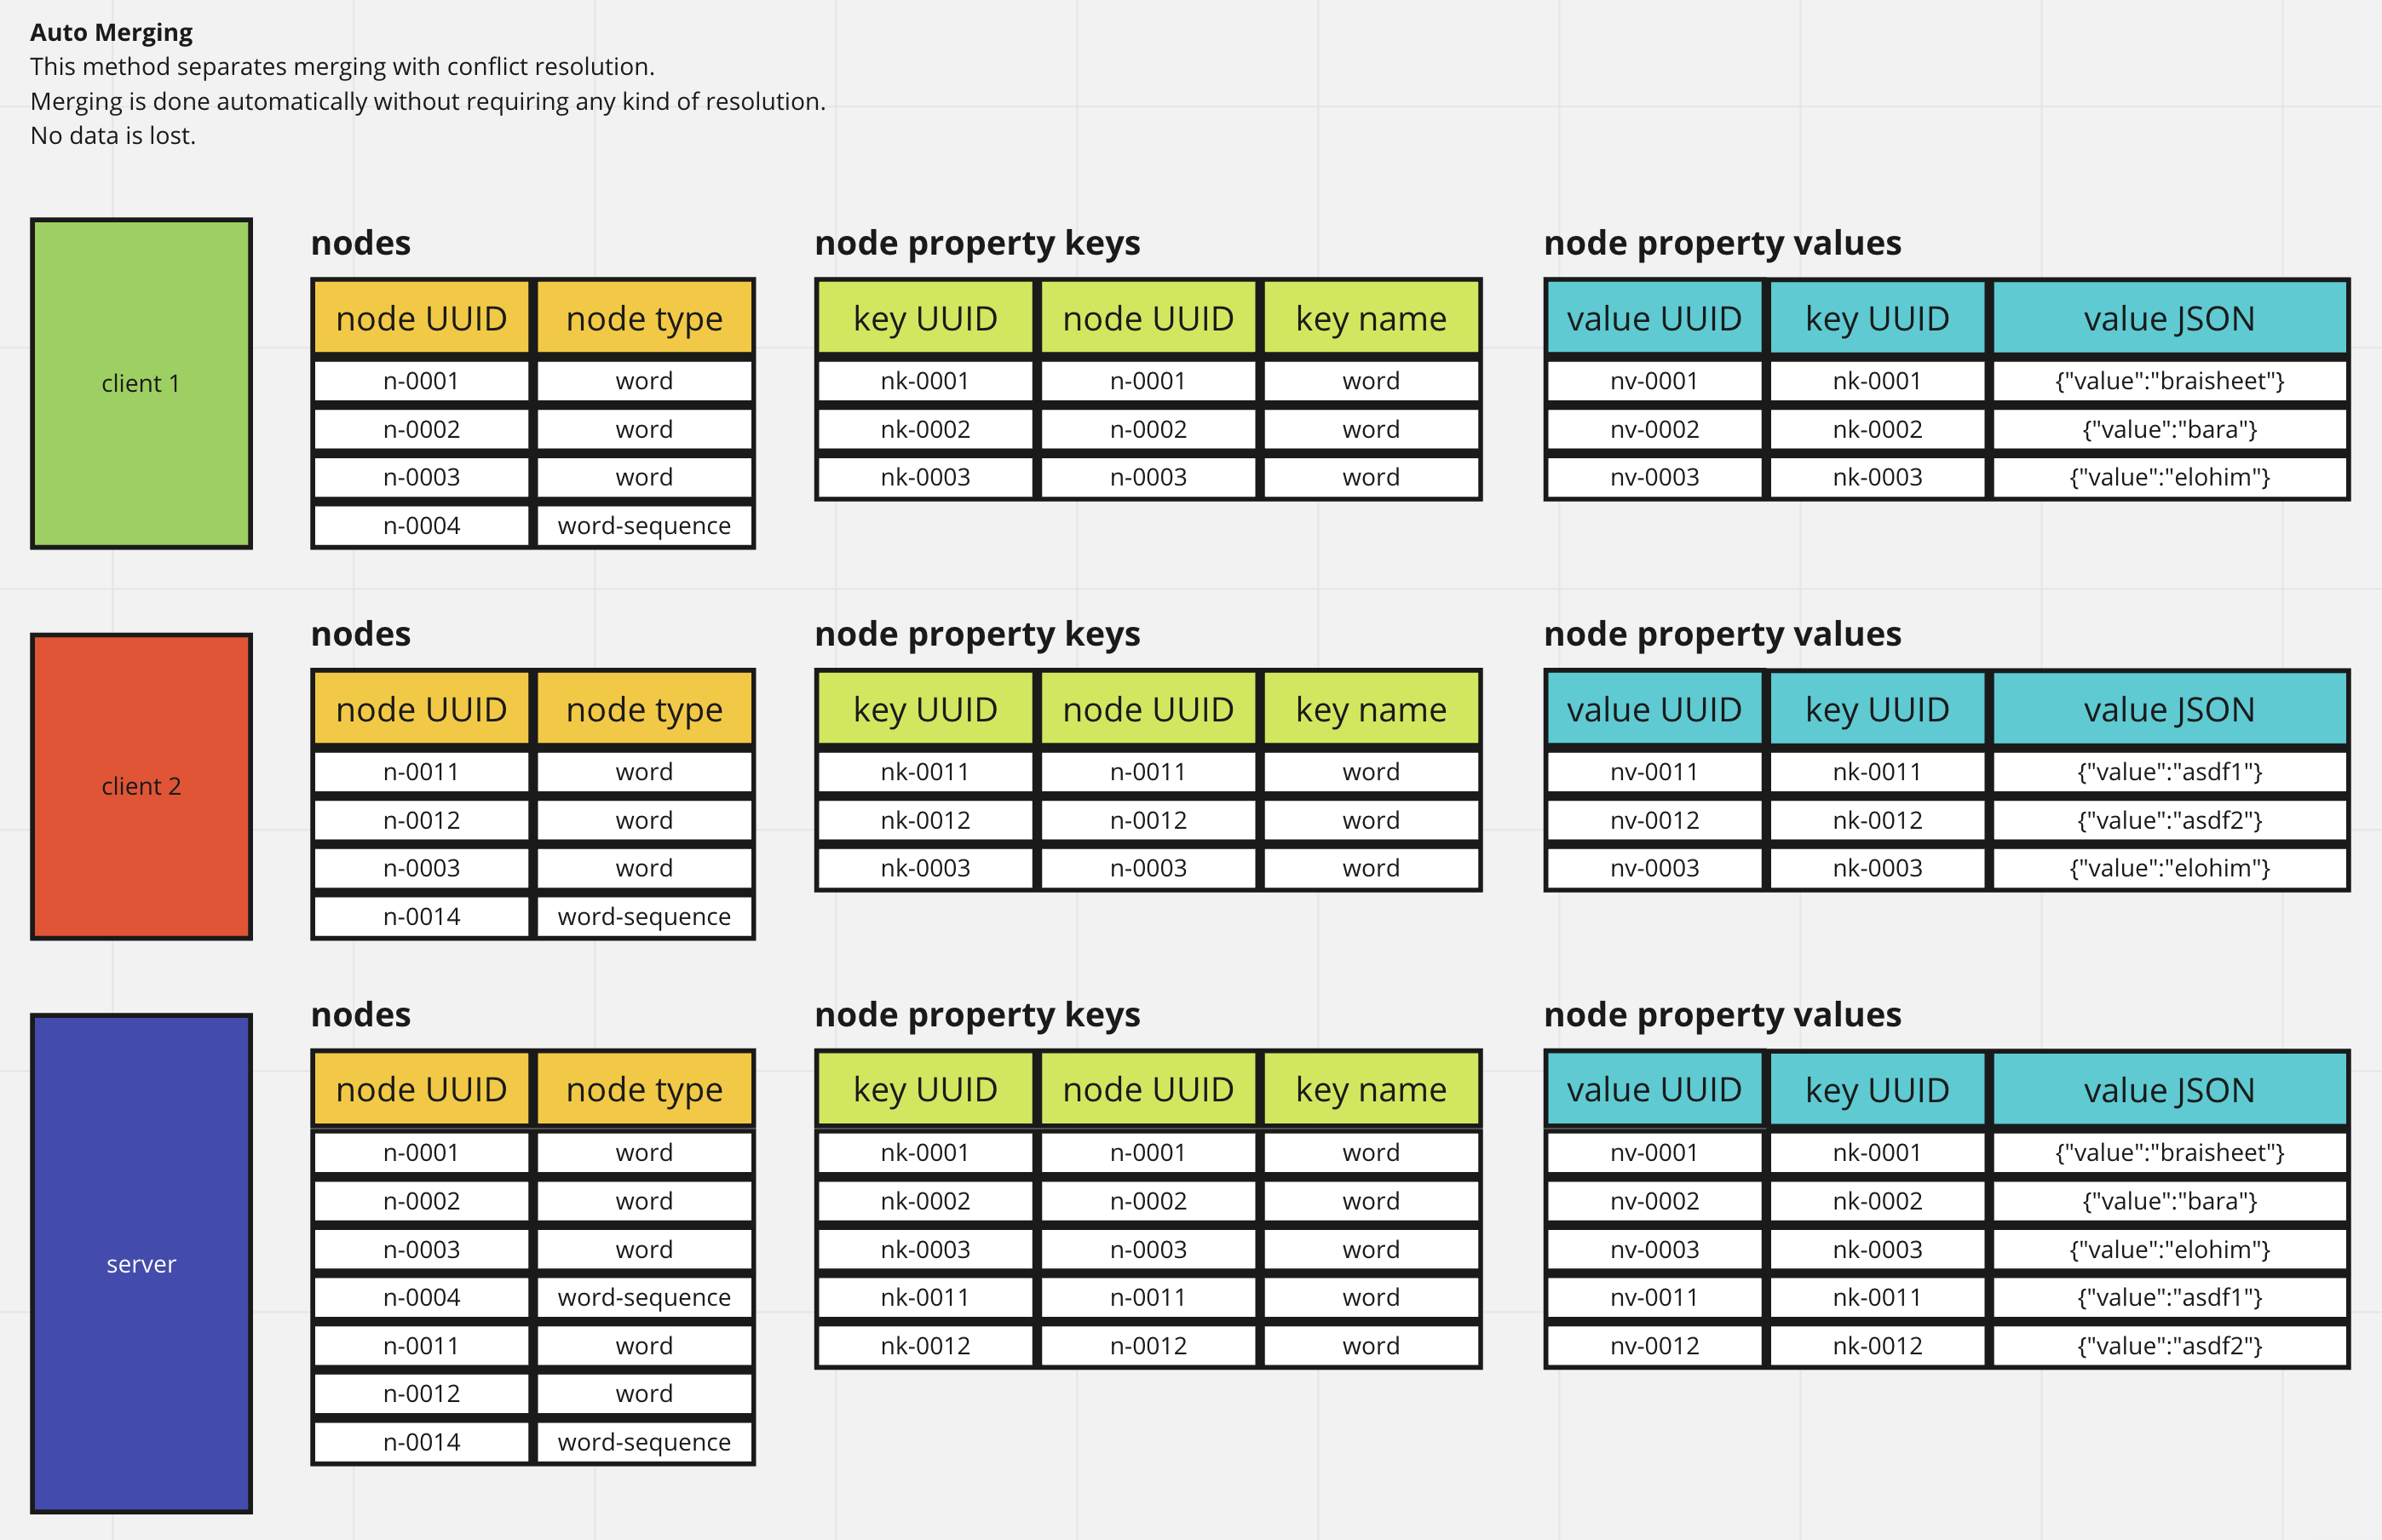 Auto Merging
This method separates merging with conflict resolution.
Merging is done automatically without requiring any kind of resolution.
No data is lost.
client 1
nodes
node UUID node type
n-0001 word
n-0002 word
n-0003 word
n-0004 word-sequence
node property keys
key UUID node UUID key name
nk-0001 n-0001 word
nk-0002 n-0002 word
nk-0003 n-0003 word
node property values
value UUID key UUID value JSON
nv-0001 nk-0001 {"value":"braisheet"}
nv-0002 nk-0002 {"value":"bara"}
nv-0003 nk-0003 {"value":"elohim"}
client 2
nodes
node UUID node type
n-0011 word
n-0012 word
n-0003 word
n-0014 word-sequence
node property keys
key UUID node UUID key name
nk-0011 n-0011 word
nk-0012 n-0012 word
nk-0003 n-0003 word
node property values
value UUID key UUID value JSON
nv-0011 nk-0011 {"value":"asdf1"}
nv-0012 nk-0012 {"value":"asdf2"}
nv-0003 nk-0003 {"value":"elohim"}
server
nodes
node UUID node type
n-0001 word
n-0002 word
n-0003 word
n-0004 word-sequence
n-0011 word
n-0012 word
n-0014 word-sequence
node property keys
key UUID node UUID key name
nk-0001 n-0001 word
nk-0002 n-0002 word
nk-0003 n-0003 word
nk-0011 n-0011 word
nk-0012 n-0012 word
node property values
value UUID key UUID value JSON
nv-0001 nk-0001 {"value":"braisheet"}
nv-0002 nk-0002 {"value":"bara"}
nv-0003 nk-0003 {"value":"elohim"}
nv-0011 nk-0011 {"value":"asdf1"}
nv-0012 nk-0012 {"value":"asdf2"}